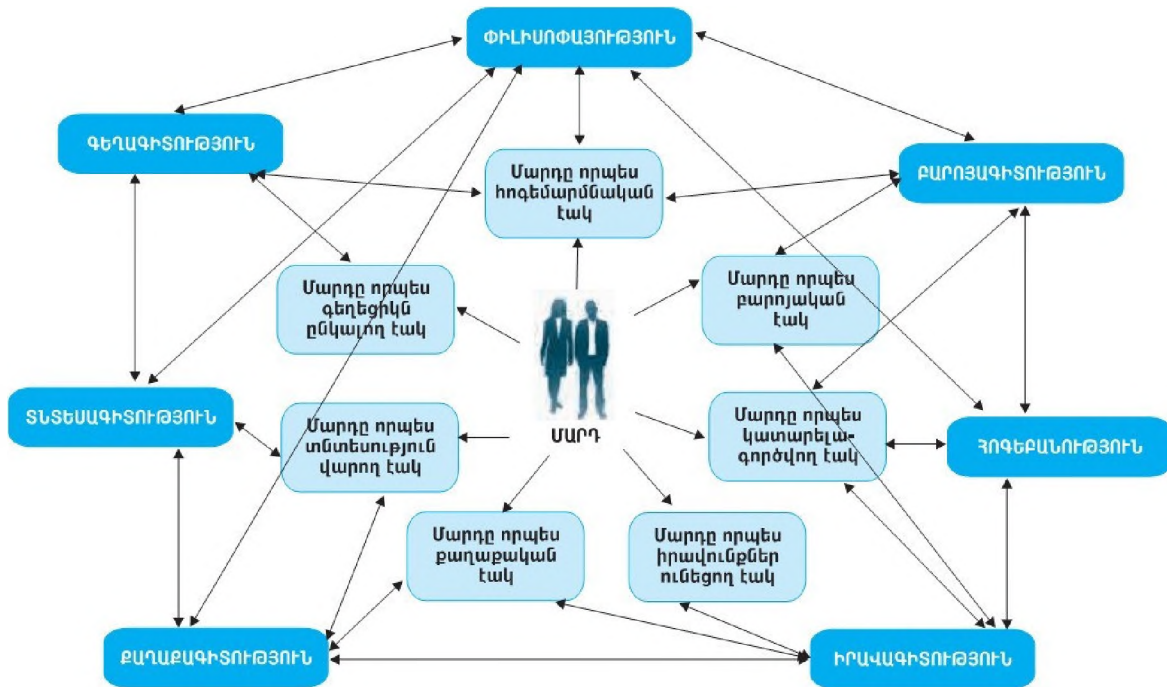 ՓԻԼԻՍՈՓԱՅՈՒԹՅՈՒՆ
ԳԵՂԱԳԻՏՈՒԹՅՈՒՆ
ԲԱՐՈՅԱԳԻՏՈՒԹՅՈՒՆ
Մարդը որպես
հոգեմարմնական
էակ
Մարդը որպես
գեղեցիկն
ընկալող էակ
Մարդը որպես
բարոյական
էակ
ՏՆՏԵՍԱԳԻՏՈՒԹՅՈՒՆ
Մարդը որպես
տնտեսություն
վարող էակ
ՄԱՐԴ
Մարդը որպես
կատարելա-
գործվող էակ
ՀՈԳԵԲԱՆՈՒԹՅՈՒՆ
Մարդը որպես
քաղաքական
էակ
Մարդը որպես
իրավունքներ
ունեցող էակ
ՔԱՂԱՔԱԳԻՏՈՒԹՅՈՒՆ
ԻՐԱՎԱԳԻՏՈՒԹՅՈՒՆ